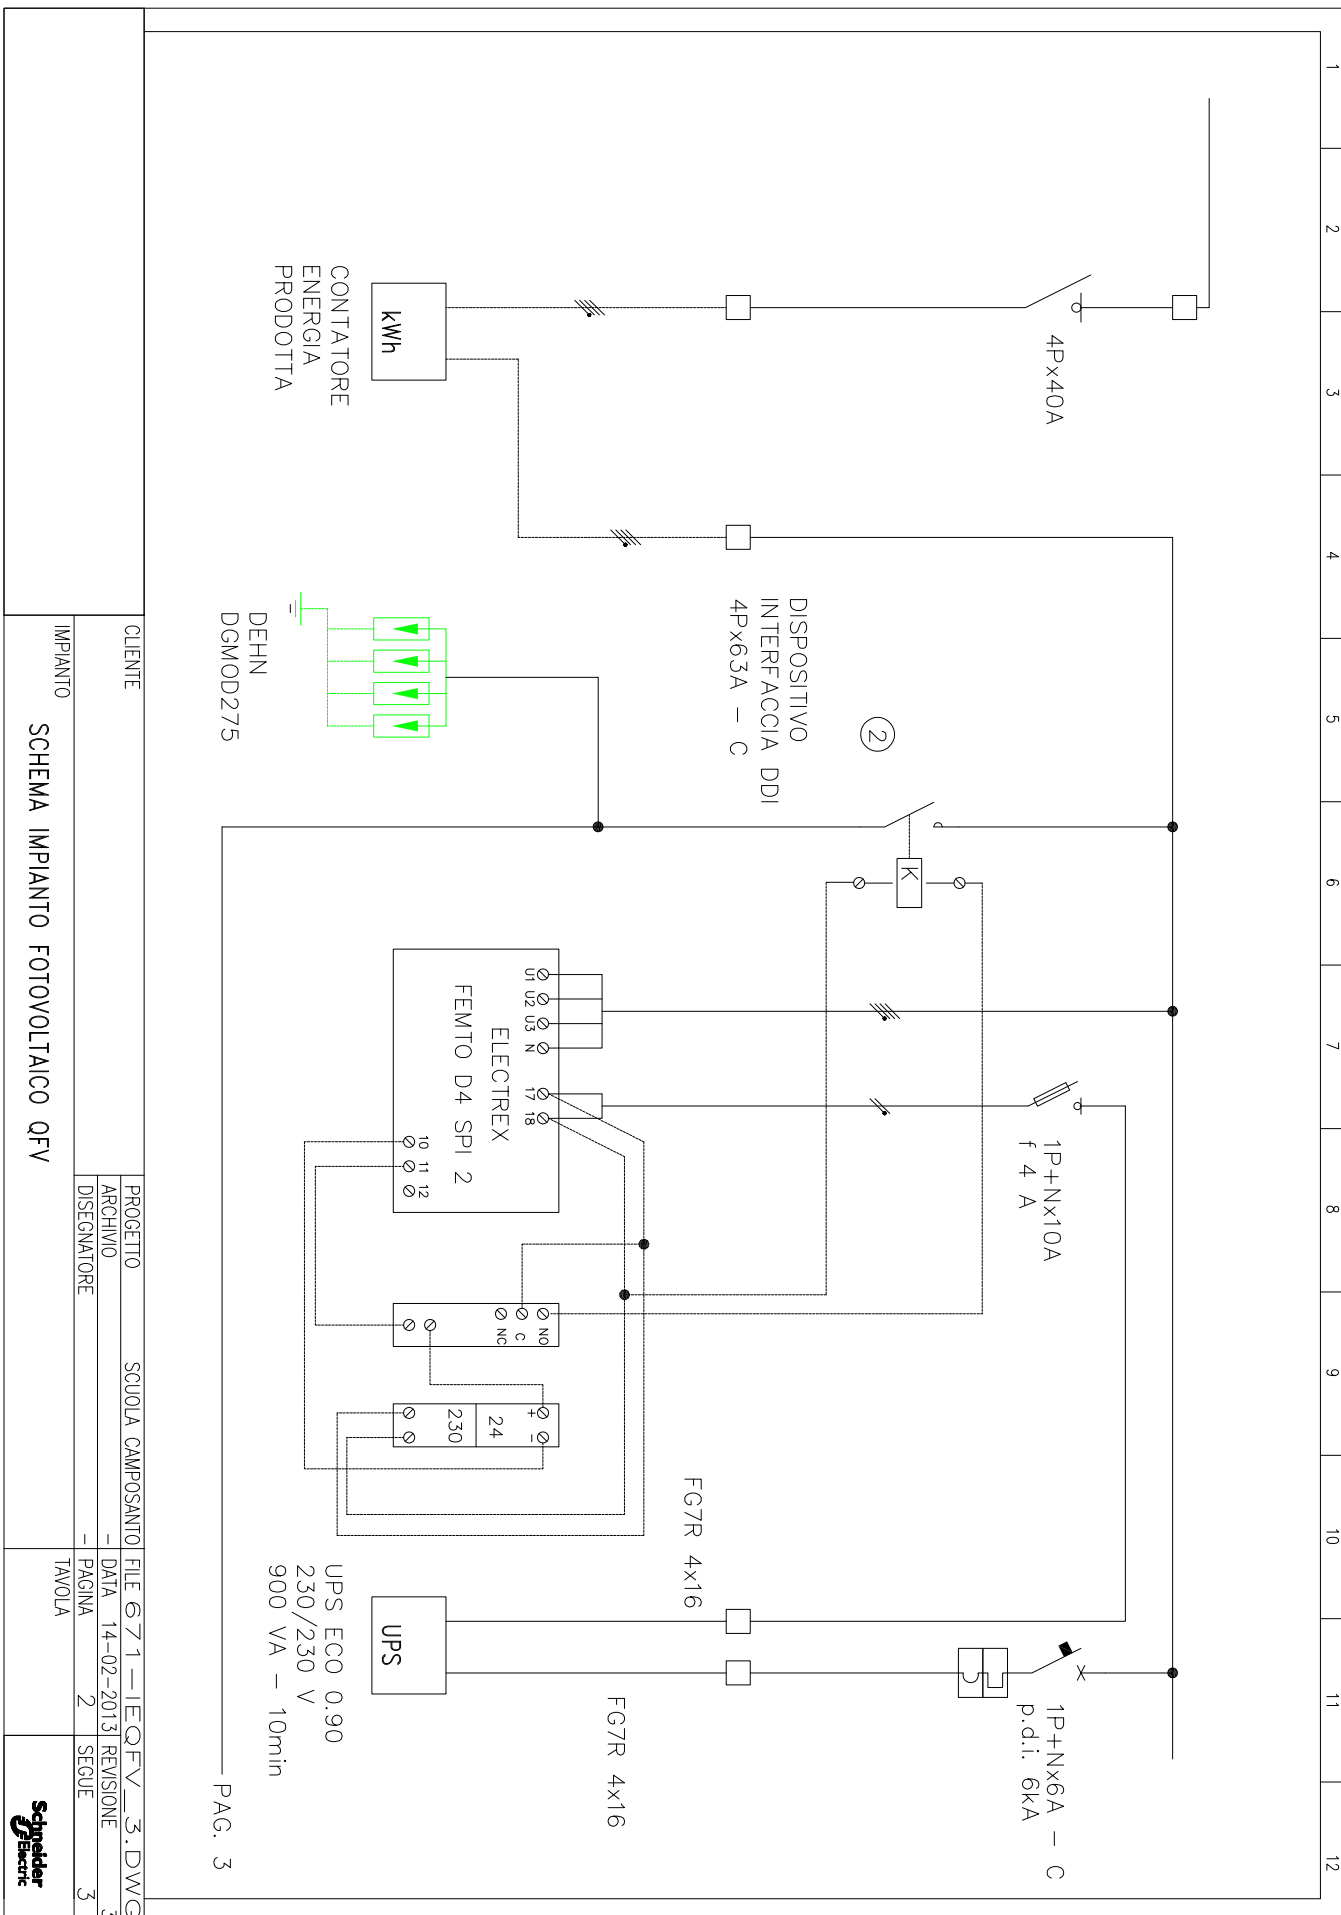 1 2 3 4 5 6 7 8 9 10 11 12
4Px40A
CONTATORE
ENERGIA
PRODOTTA
kWh
DISPOSITIVO
INTERFACCIA DDI
4Px63A - C
2
DEHN
DGMOD275
K
U1 U2 U3 N 17 18
ELECTREX
FEMTO D4 SPI 2
10 11 12
1P+Nx10A
f 4 A
NO
C
NC
+ -
24
230
FG7R 4x16
UPS
UPS ECO 0.90
230/230 V
900 VA - 10min
FG7R 4x16
1P+Nx6A - C
p.d.i. 6kA
PAG. 3
CLIENTE
IMPIANTO
SCHEMA IMPIANTO FOTOVOLTAICO QFV
PROGETTO SCUOLA CAMPOSANTO
ARCHIVIO -
DISEGNATORE -
FILE 671-IEQFV_3.DWG
DATA 14-02-2013 REVISIONE 3
PAGINA 2 SEGUE 3
TAVOLA
Schneider
Electric